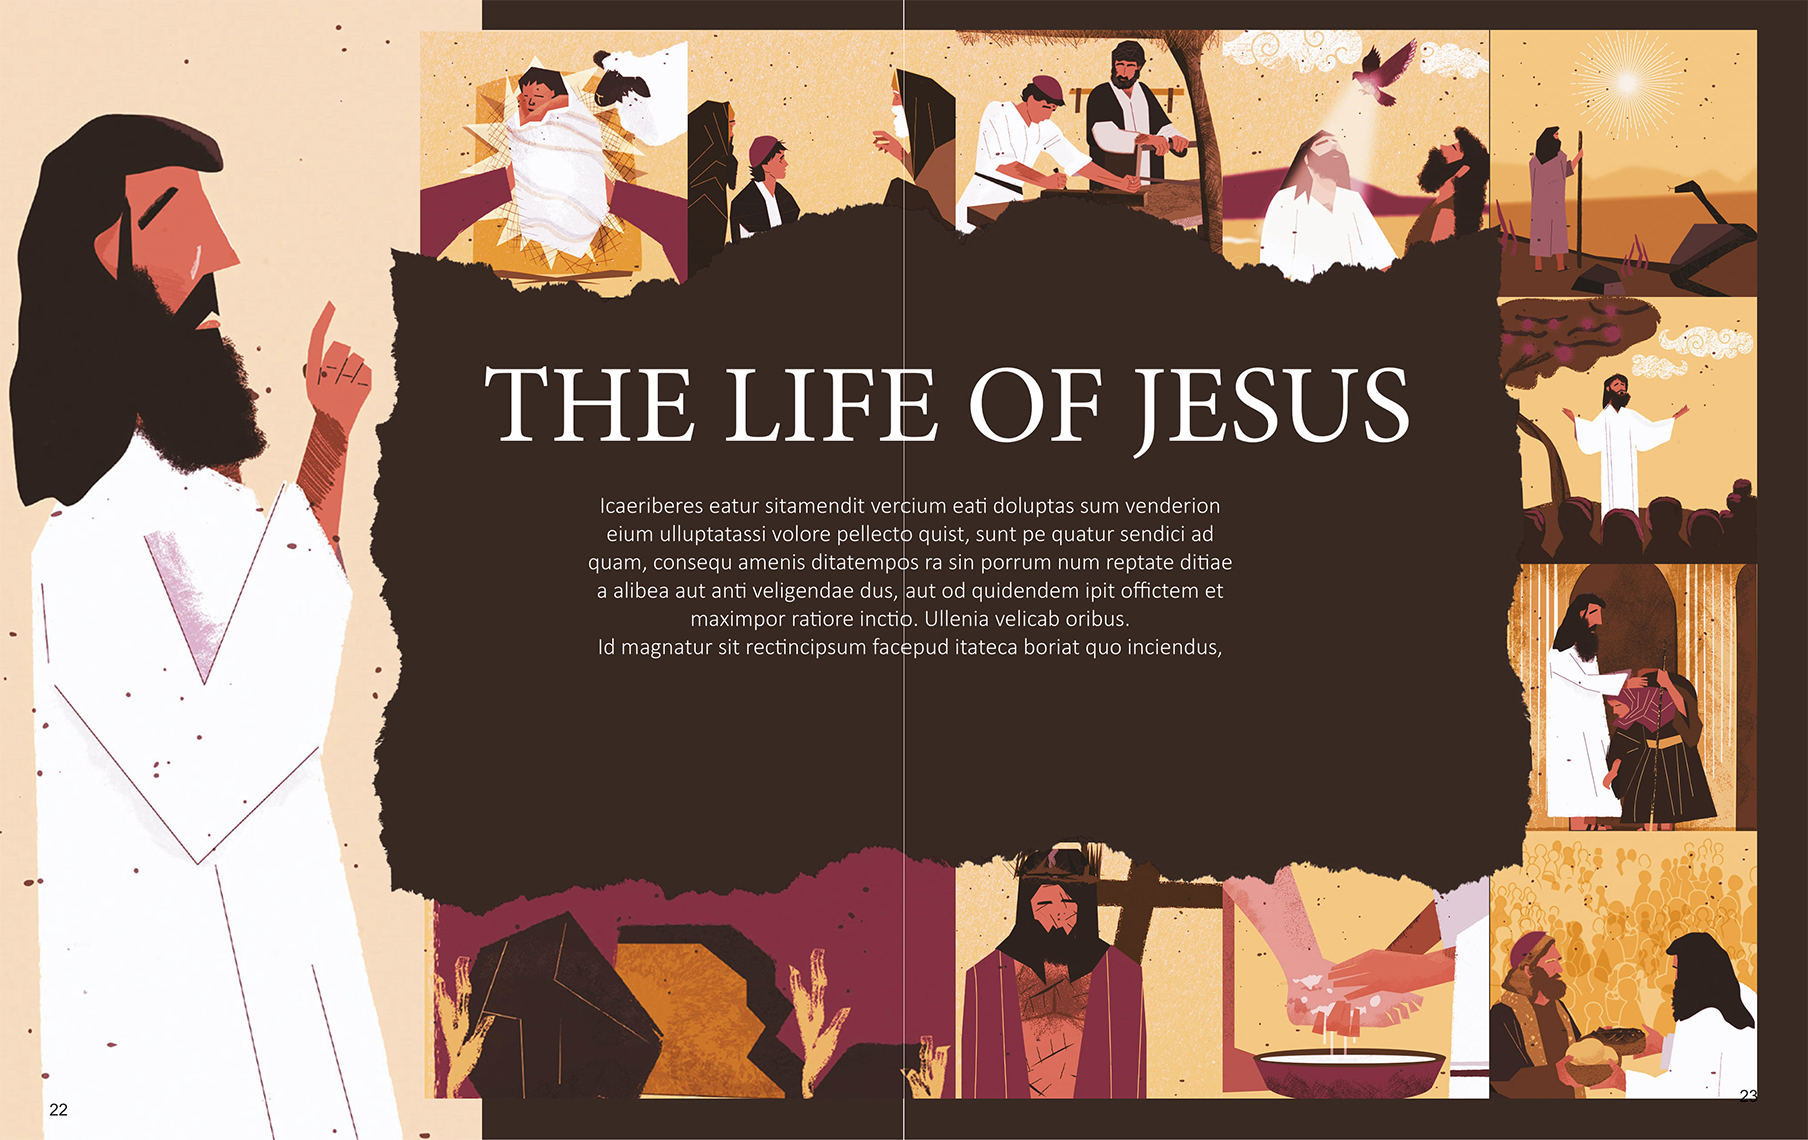 THE LIFE OF JESUS
Icaeriberes eatur sitamendit vercium eati doluptas sum venderion
eium ulluptatassi volore pellecto quist, sunt pe quatur sendici ad
quam, consequ amenis ditatempos ra sin porrum num reptate ditiae
a alibea aut anti veligendae dus, aut od quidendem ipit offictem et
maximpor ratiore inctio. Ullenia velicab oribus.
Id magnatur sit rectincipsum facepud itateca boriat quo inciendus,
22
23